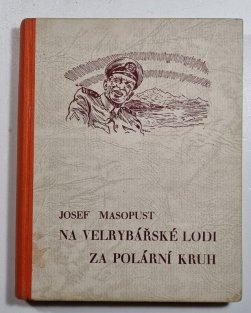 JOSEF MASOPUST
NA VELRYBÁŘSKÉ LODI
ZA POLÁRNÍ KRUH